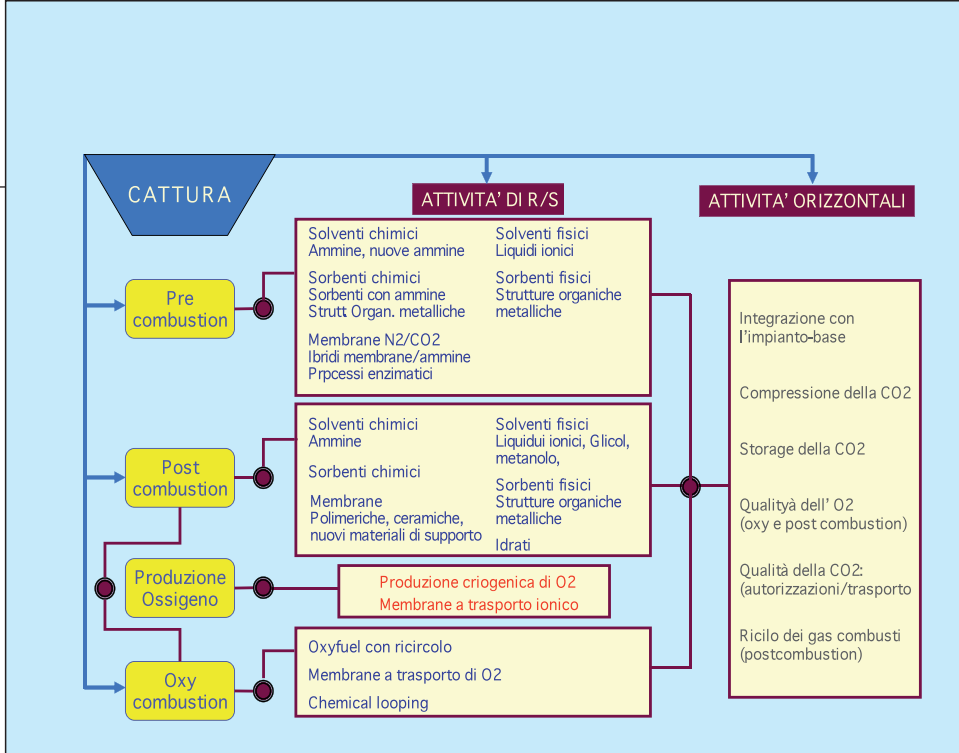 CATTURA
ATTIVITA' DI R/S
ATTIVITA' ORIZZONTALI
Pre
combustion
Solventi chimici
Ammine, nuove ammine
Sorbenti chimici
Sorbenti con ammine
Strutt. Organ. metalliche
Membrane N2/CO2
Ibridi membrane/ammine
Prpcessi enzimatici
Solventi fisici
Liquidi ionici
Sorbenti fisici
Strutture organiche
metalliche
Post
combustion
Solventi chimici
Ammine
Sorbenti chimici
Membrane
Polimeriche, ceramiche,
nuovi materiali di supporto
Solventi fisici
Liquidui ionici, Glicol,
metanolo,
Sorbenti fisici
Strutture organiche
metalliche
Idrati
Produzione
Ossigeno
Produzione criogenica di O2
Membrane a trasporto ionico
Oxy
combustion
Oxyfuel con ricircolo
Membrane a trasporto di O2
Chemical looping
Integrazione con
l'impianto-base
Compressione della CO2
Storage della CO2
Qualityà dell' O2
(oxy e post combustion)
Qualità della CO2:
(autorizzazioni/trasporto
Ricilo dei gas combusti
(postcombustion)